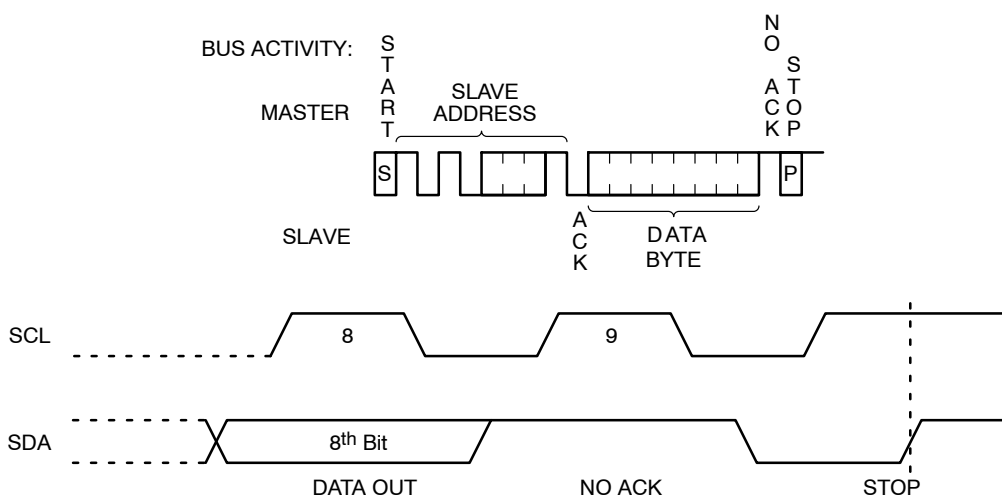 BUS ACTIVITY:
MASTER
START
SLAVE
ADDRESS
NO ACK
STOP
S
P
SLAVE
ACK
DATA
BYTE
SCL
8
9
SDA
8th Bit
DATA OUT
NO ACK
STOP